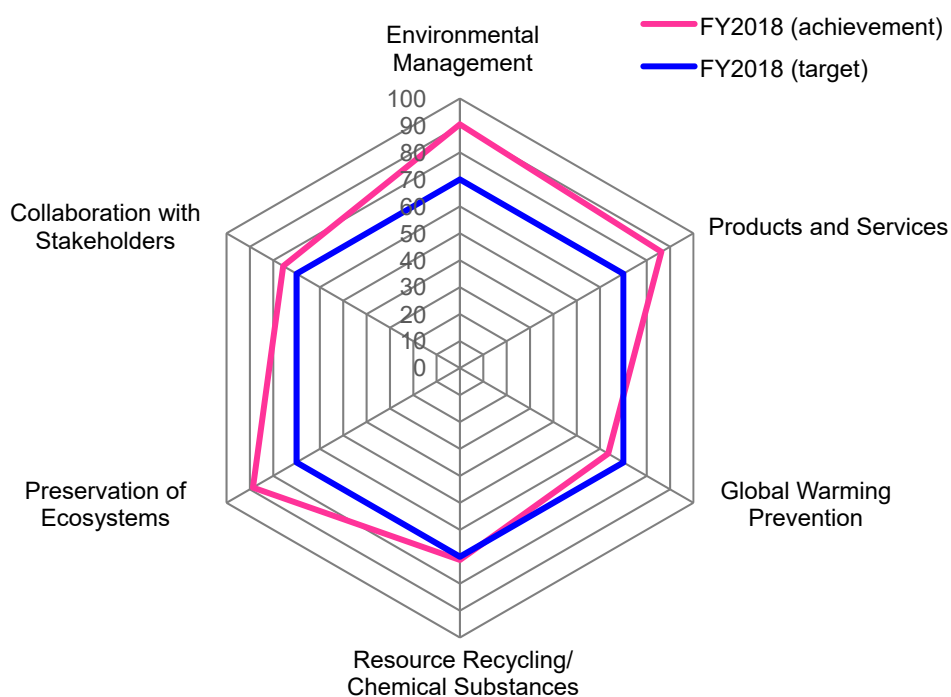 FY2018 (achievement)
FY2018 (target)
Environmental
Management
100
90
80
70
60
50
40
30
20
10
0
Products and Services
Global Warming
Prevention
Resource Recycling/
Chemical Substances
Preservation of
Ecosystems
Collaboration with
Stakeholders